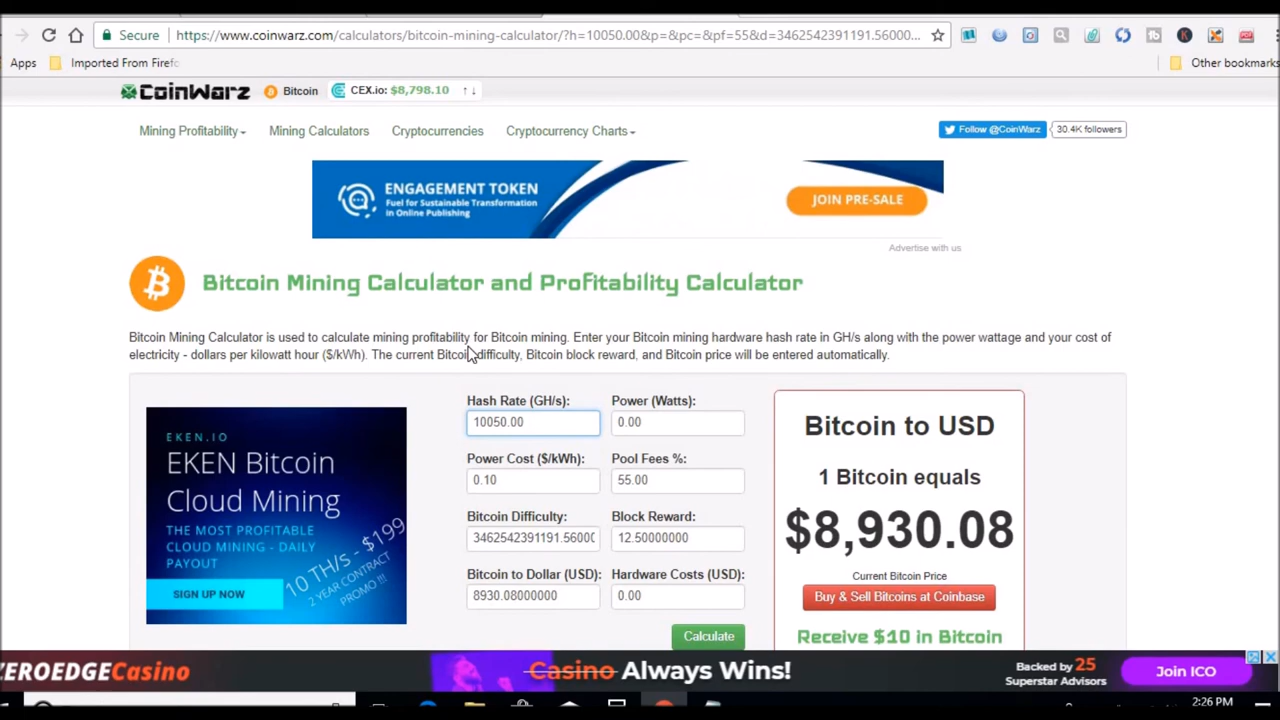 Secure
https://www.coinwarz.com/calculators/bitcoin-mining-calculator/?h=10050.00&p=&pc=&pf=55&d=3462542391191.56000...
Apps
Imported From Firefo
Other bookmarks
CoinWarz
Bitcoin
CEX.io: $8,798.10 ↑ ↓
Mining Profitability
Mining Calculators
Cryptocurrencies
Cryptocurrency Charts
Follow @CoinWarz
30.4K followers
ENGAGEMENT TOKEN
Fuel for Sustainable Transformation
in Online Publishing
JOIN PRE-SALE
Advertise with us
Bitcoin Mining Calculator and Profitability Calculator
Bitcoin Mining Calculator is used to calculate mining profitability for Bitcoin mining. Enter your Bitcoin mining hardware hash rate in GH/s along with the power wattage and your cost of
electricity - dollars per kilowatt hour ($/kWh). The current Bitcoin difficulty, Bitcoin block reward, and Bitcoin price will be entered automatically.
EKEN.IO
EKEN Bitcoin
Cloud Mining
THE MOST PROFITABLE
CLOUD MINING - DAILY
PAYOUT
10 TH/s - $199
2 YEAR CONTRACT
PROMO !!!
SIGN UP NOW
Hash Rate (GH/s):
Power (Watts):
10050.00
0.00
Power Cost ($/kWh):
Pool Fees %:
0.10
55.00
Bitcoin Difficulty:
Block Reward:
3462542391191.5600(
12.50000000
Bitcoin to Dollar (USD):
Hardware Costs (USD):
8930.08000000
0.00
Calculate
Bitcoin to USD
1 Bitcoin equals
$8,930.08
Current Bitcoin Price
Buy & Sell Bitcoins at Coinbase
Receive $10 in Bitcoin
ZEROEDGECasino
Casino Always Wins!
Backed by 25
Superstar Advisors
Join ICO
2:26 PM